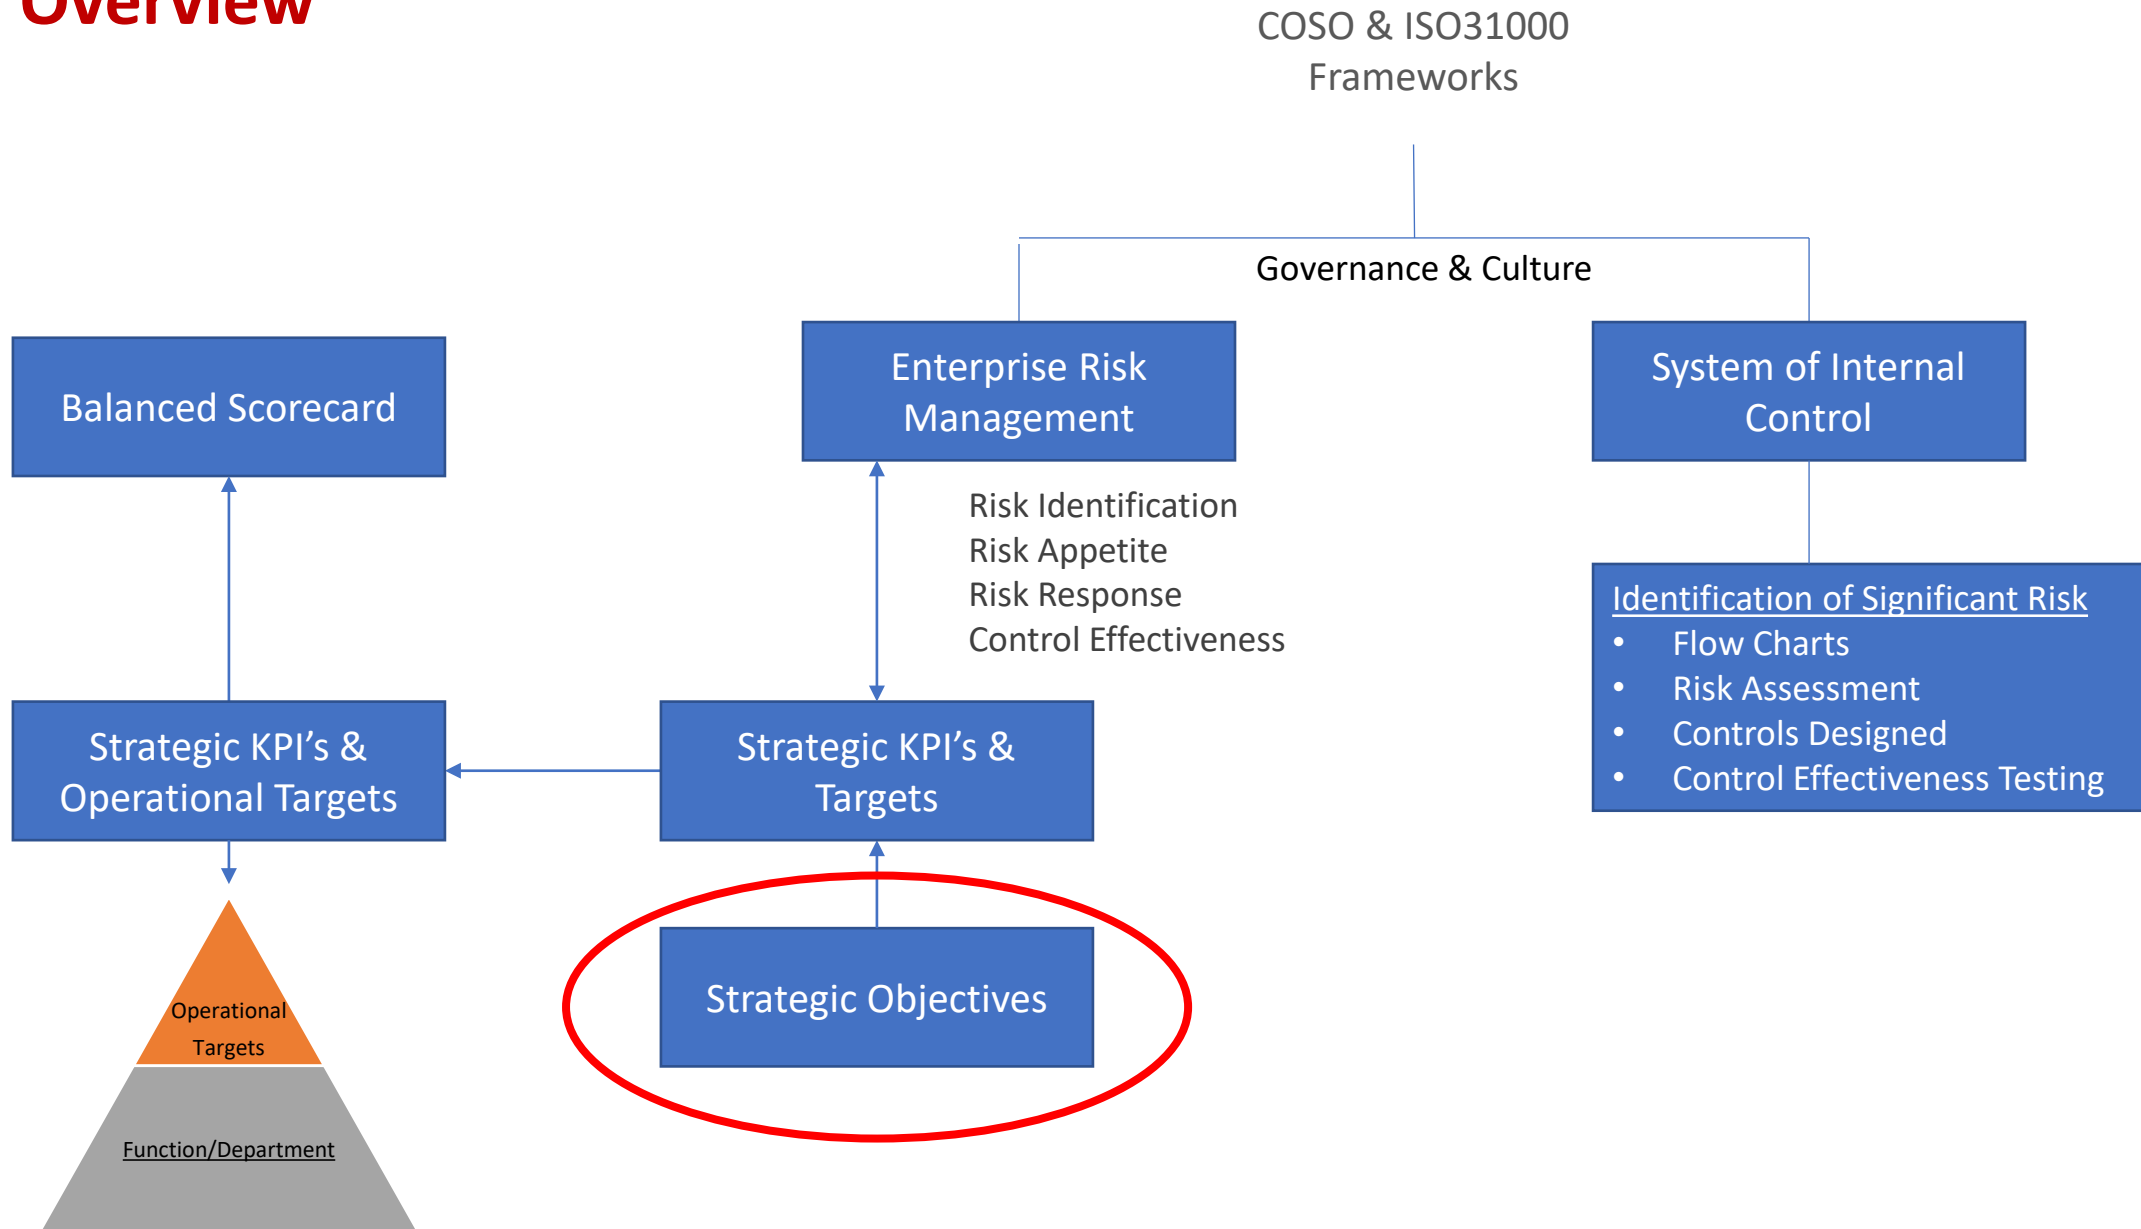 Overview
COSO & ISO31000
Frameworks
Governance & Culture
Balanced Scorecard
Enterprise Risk
Management
System of Internal
Control
Risk Identification
Risk Appetite
Risk Response
Control Effectiveness
Identification of Significant Risk
• Flow Charts
• Risk Assessment
• Controls Designed
• Control Effectiveness Testing
Strategic KPI’s &
Operational Targets
Strategic KPI’s &
Targets
Strategic Objectives
Operational
Targets
Function/Department